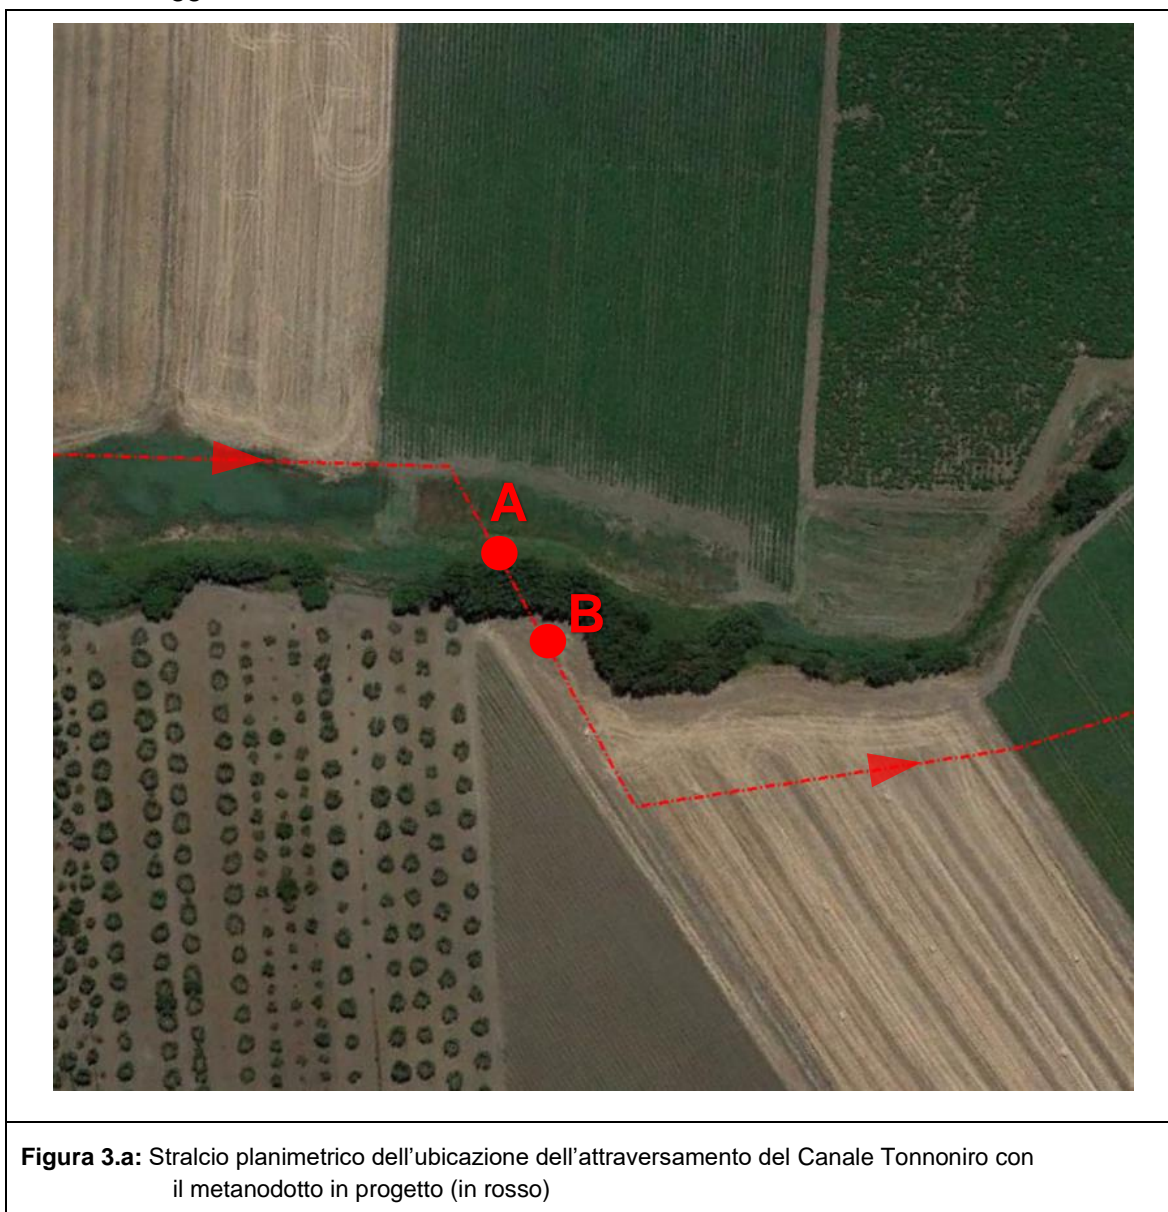 A
B
Figura 3.a: Stralcio planimetrico dell'ubicazione dell'attraversamento del Canale Tonnoniro con
il metanodotto in progetto (in rosso)